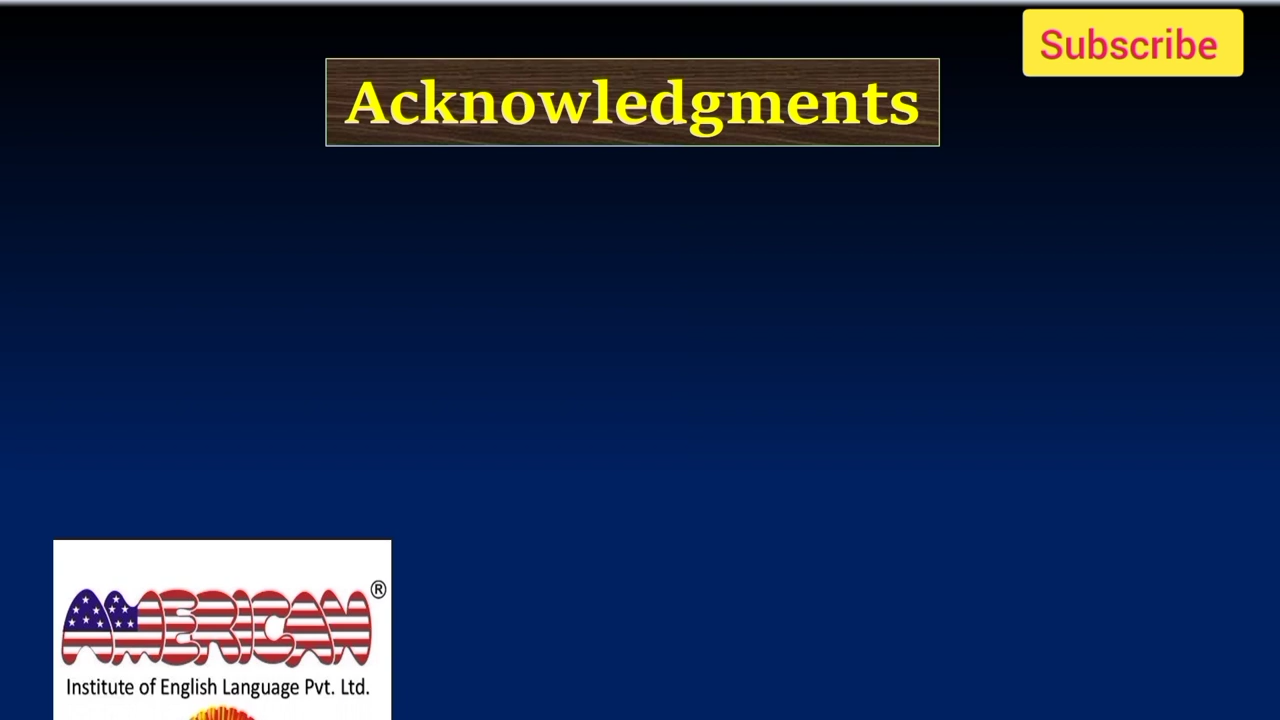 Subscribe
Acknowledgments
AMERICAN®
Institute of English Language Pvt. Ltd.